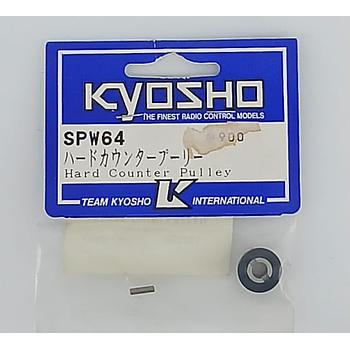 KYOSHO
THE FINEST RADIO CONTROL MODELS
SPW64
900
ハードカウンタープーリー
Hard Counter Pulley
K
TEAM KYOSHO INTERNATIONAL